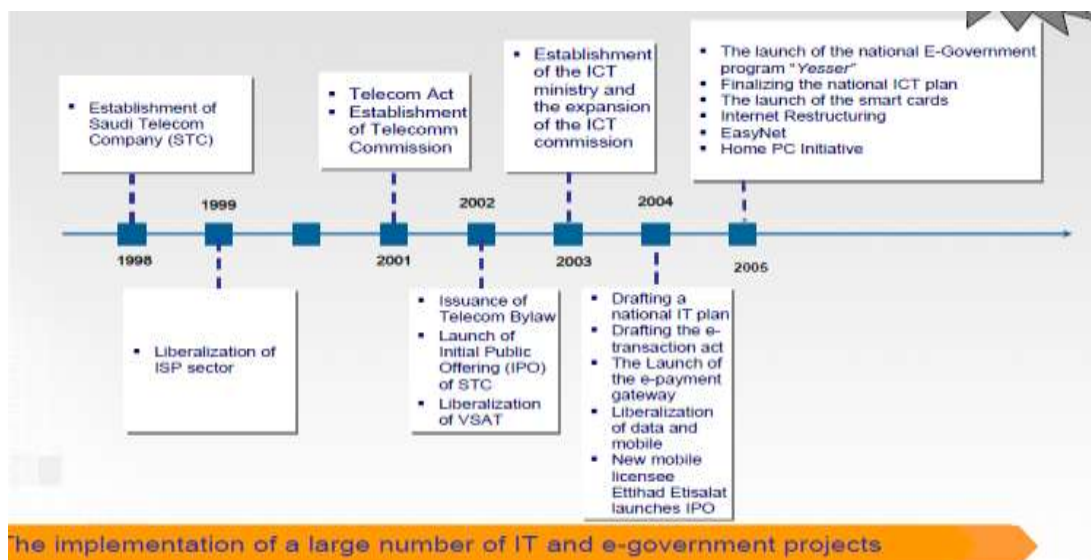 ▪ Establishment of
Saudi Telecom
Company (STC)
▪ Telecom Act
▪ Establishment
of Telecomm
Commission
▪ Establishment
of the ICT
ministry and
the expansion
of the ICT
commission
▪ The launch of the national E-Government
program "Yesser"
▪ Finalizing the national ICT plan
▪ The launch of the smart cards
▪ Internet Restructuring
▪ EasyNet
▪ Home PC Initiative
1999
2002
2004
1998
2001
2003
2005
▪ Liberalization of
ISP sector
▪ Issuance of
Telecom Bylaw
▪ Launch of
Initial Public
Offering (IPO)
of STC
▪ Liberalization
of VSAT
▪ Drafting a
national IT plan
▪ Drafting the e-
transaction act
▪ The Launch of
the e-payment
gateway
▪ Liberalization
of data and
mobile
▪ New mobile
licensee
Ettihad Etisalat
launches IPO
The implementation of a large number of IT and e-government projects